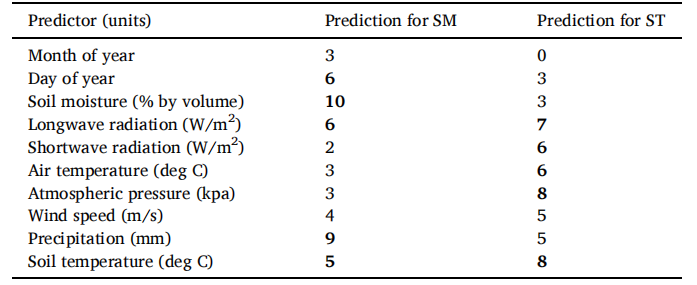 Predictor (units) Prediction for SM Prediction for ST
Month of year 3 0
Day of year 6 3
Soil moisture (% by volume) 10 3
Longwave radiation (W/m²) 6 7
Shortwave radiation (W/m²) 2 6
Air temperature (deg C) 3 6
Atmospheric pressure (kpa) 3 8
Wind speed (m/s) 4 5
Precipitation (mm) 9 5
Soil temperature (deg C) 5 8